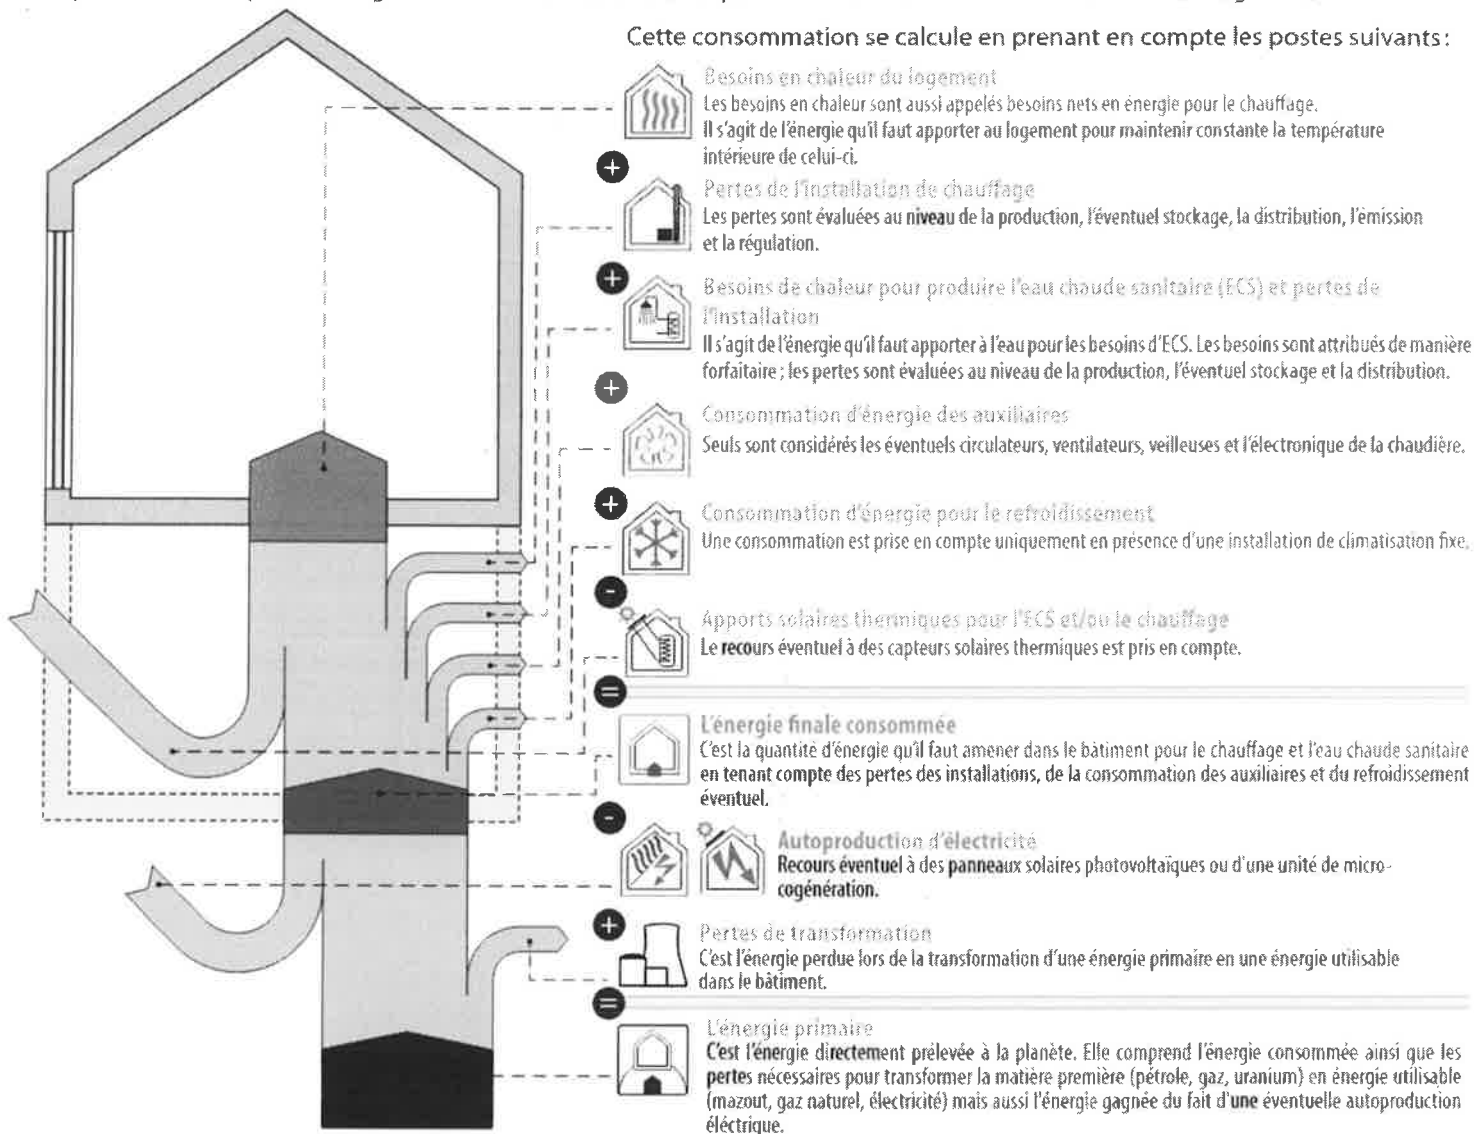 Cette consommation se calcule en prenant en compte les postes suivants :
Besoins en chaleur du logement
Les besoins en chaleur sont aussi appelés besoins nets en énergie pour le chauffage.
Il s'agit de l'énergie qu'il faut apporter au logement pour maintenir constante la température
intérieure de celui-ci.
+
Pertes de l'installation de chauffage
Les pertes sont évaluées au niveau de la production, l'éventuel stockage, la distribution, l'émission
et la régulation.
+
Besoins de chaleur pour produire l'eau chaude sanitaire (ECS) et pertes de
l'installation
Il s'agit de l'énergie qu'il faut apporter à l'eau pour les besoins d'ECS. Les besoins sont attribués de manière
forfaitaire ; les pertes sont évaluées au niveau de la production, l'éventuel stockage et la distribution.
+
Consommation d'énergie des auxiliaires
Seuls sont considérés les éventuels circulateurs, ventilateurs, veilleuses et l'électronique de la chaudière.
+
Consommation d'énergie pour le refroidissement
Une consommation est prise en compte uniquement en présence d'une installation de climatisation fixe.
-
Apports solaires thermiques pour l'ECS et/ou le chauffage
Le recours éventuel à des capteurs solaires thermiques est pris en compte.
=
L'énergie finale consommée
C'est la quantité d'énergie qu'il faut amener dans le bâtiment pour le chauffage et l'eau chaude sanitaire
en tenant compte des pertes des installations, de la consommation des auxiliaires et du refroidissement
éventuel.
-
Autoproduction d'électricité
Recours éventuel à des panneaux solaires photovoltaïques ou d'une unité de micro-
cogénération.
+
Pertes de transformation
C'est l'énergie perdue lors de la transformation d'une énergie primaire en une énergie utilisable
dans le bâtiment.
=
L'énergie primaire
C'est l'énergie directement prélevée à la planète. Elle comprend l'énergie consommée ainsi que les
pertes nécessaires pour transformer la matière première (pétrole, gaz, uranium) en énergie utilisable
(mazout, gaz naturel, électricité) mais aussi l'énergie gagnée du fait d'une éventuelle autoproduction
éléctrique.